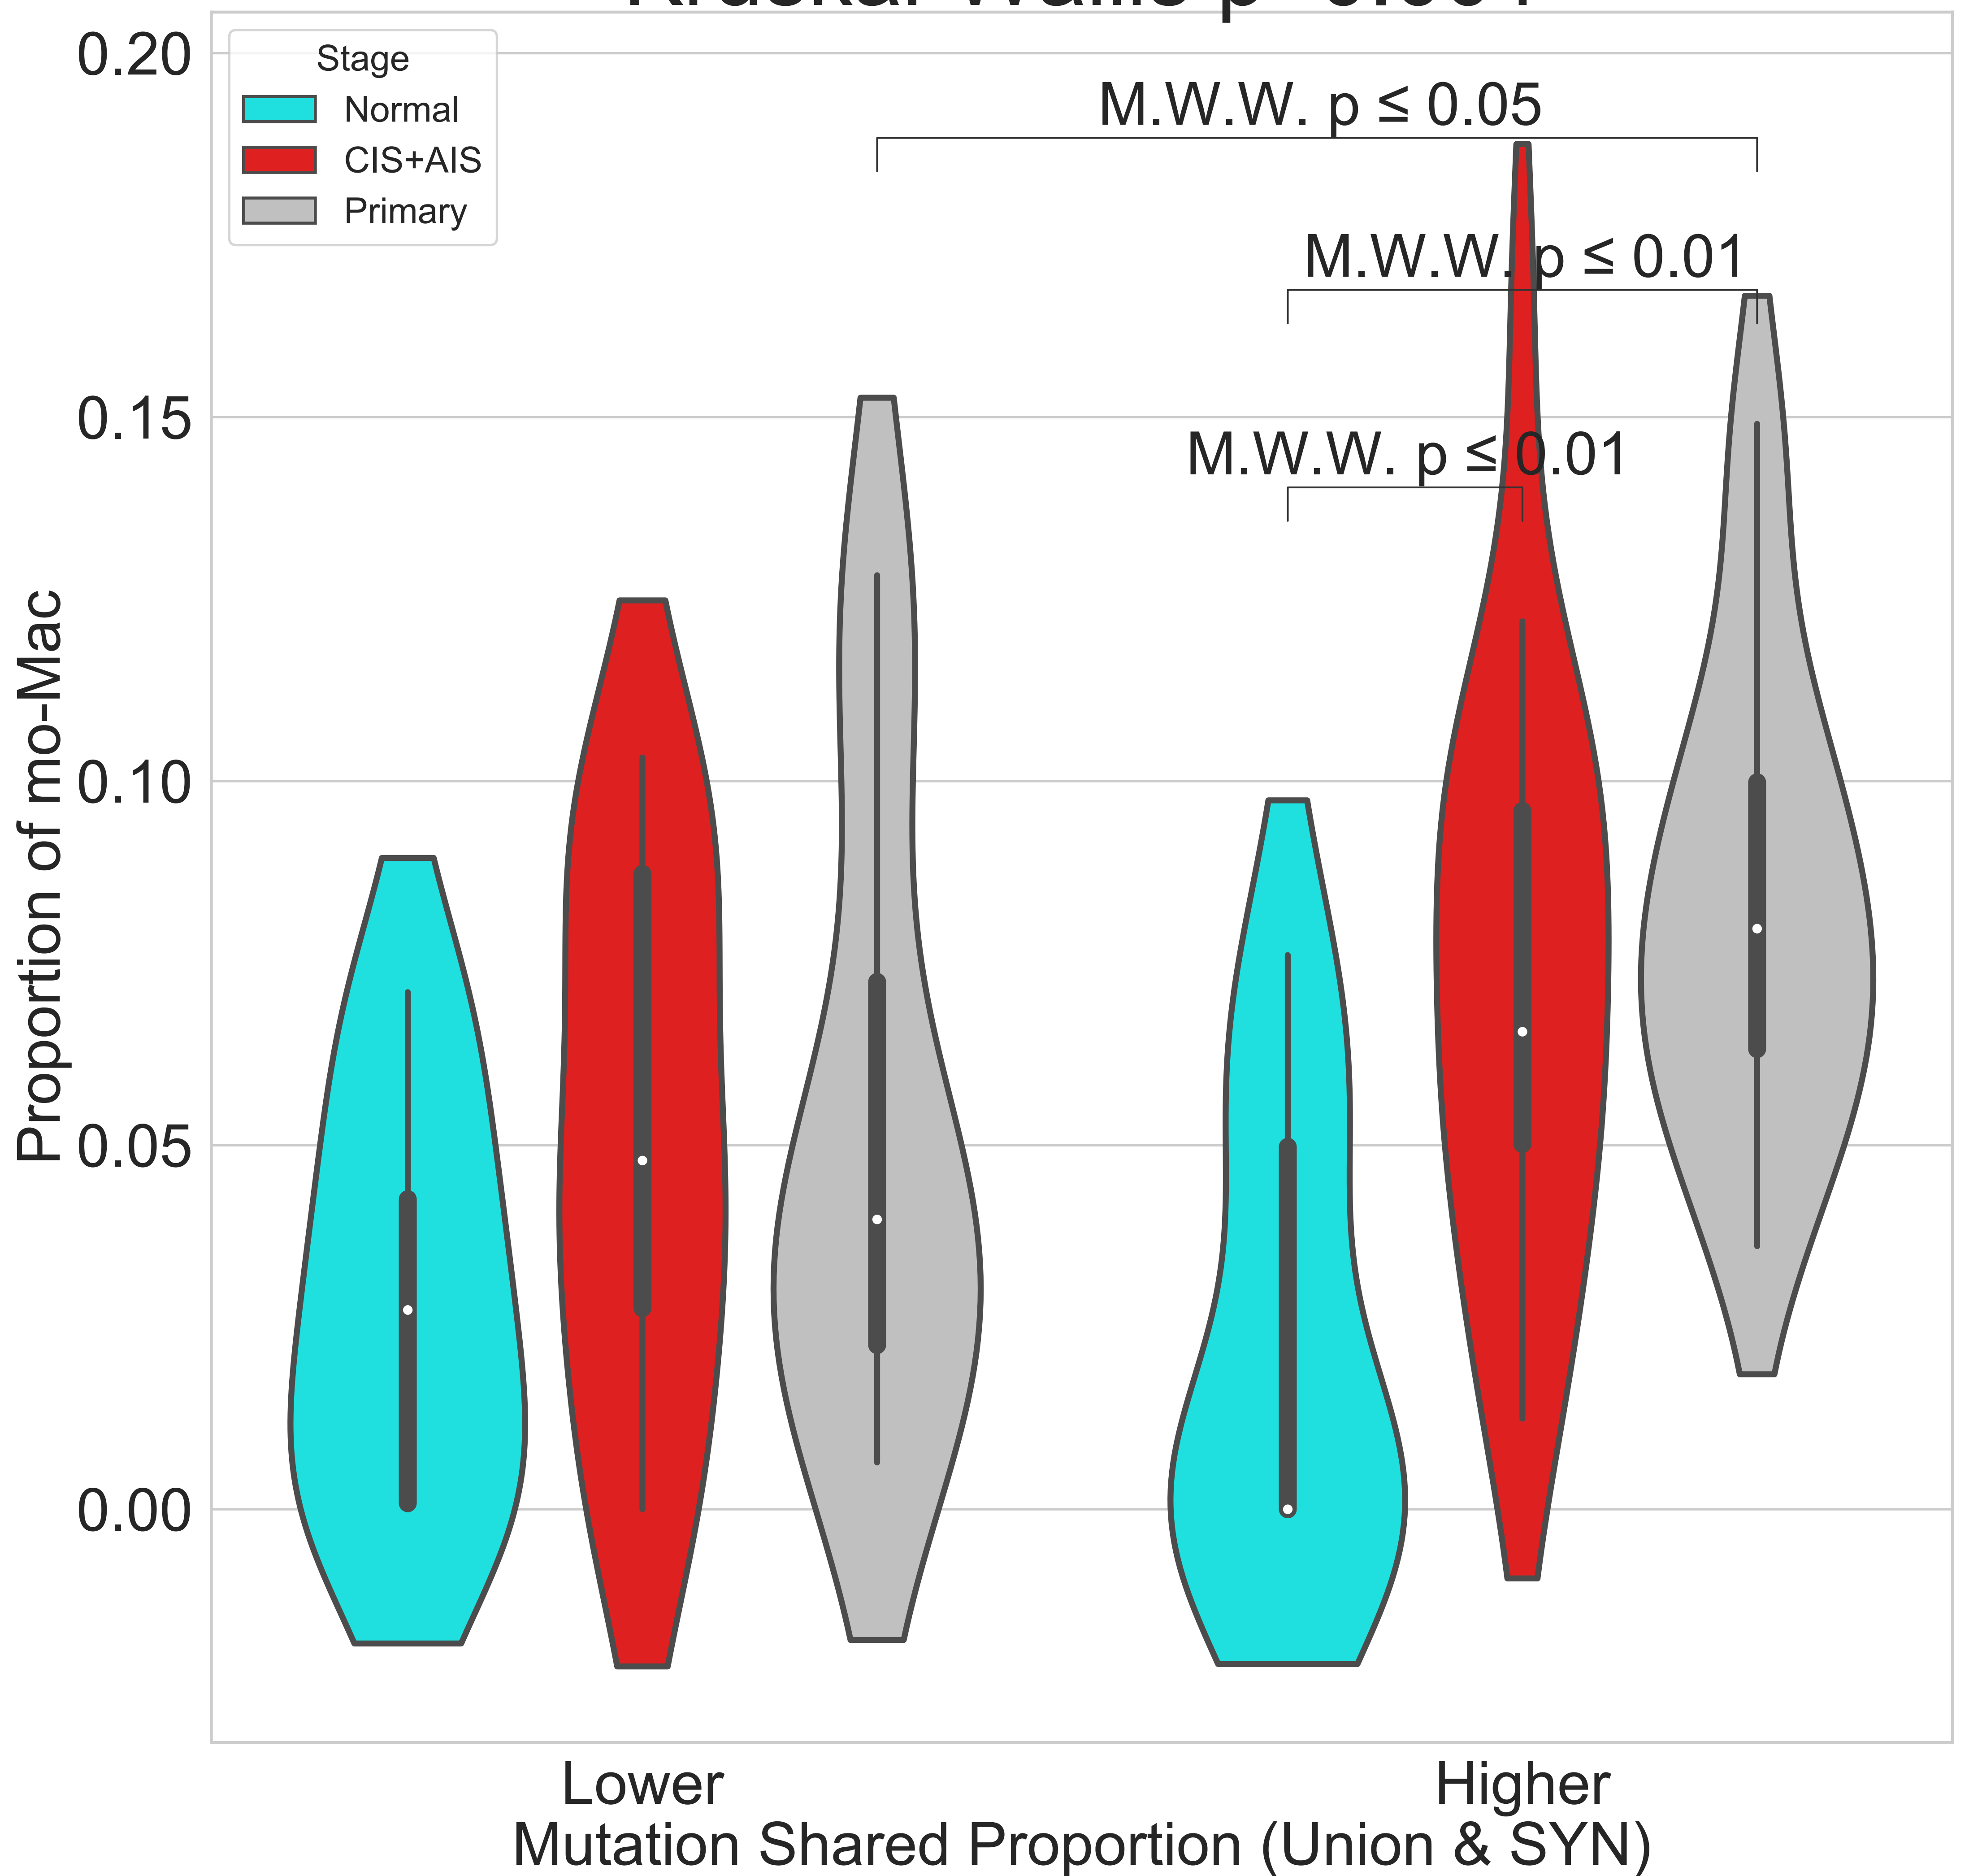 0.20
0.15
0.10
0.05
0.00
Proportion of mo-Mac
Stage
Normal
CIS+AIS
Primary
M.W.W. p ≤ 0.05
M.W.W. p ≤ 0.01
M.W.W. p ≤ 0.01
Lower
Higher
Mutation Shared Proportion (Union & SYN)